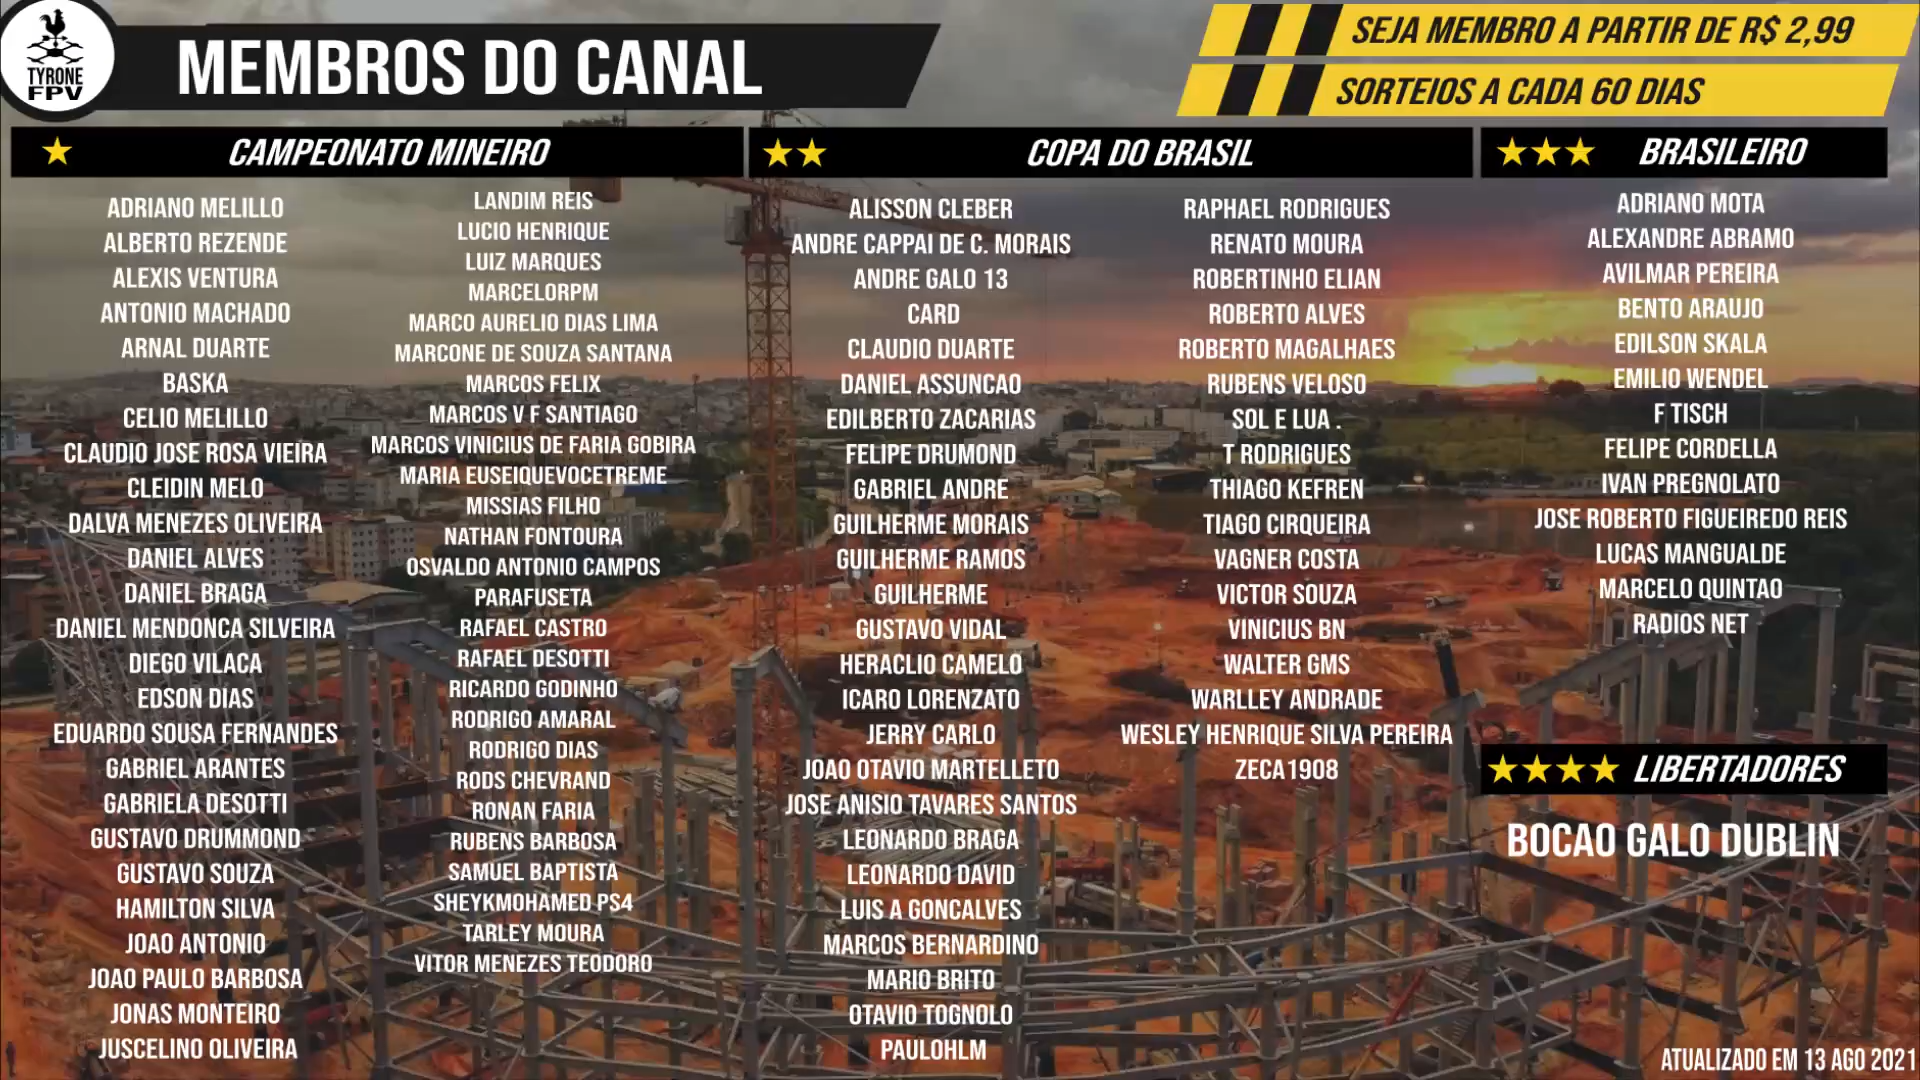 TYRONE
FPV
MEMBROS DO CANAL
SEJA MEMBRO A PARTIR DE R$ 2,99
SORTEIOS A CADA 60 DIAS
CAMPEONATO MINEIRO
ADRIANO MELILLO
ALBERTO REZENDE
ALEXIS VENTURA
ANTONIO MACHADO
ARNAL DUARTE
BASKA
CELIO MELILLO
CLAUDIO JOSE ROSA VIEIRA
CLEIDIN MELO
DALVA MENEZES OLIVEIRA
DANIEL ALVES
DANIEL BRAGA
DANIEL MENDONCA SILVEIRA
DIEGO VILACA
EDSON DIAS
EDUARDO SOUSA FERNANDES
GABRIEL ARANTES
GABRIELA DESOTTI
GUSTAVO DRUMMOND
GUSTAVO SOUZA
HAMILTON SILVA
JOAO ANTONIO
JOAO PAULO BARBOSA
JONAS MONTEIRO
JUSCELINO OLIVEIRA
LANDIM REIS
LUCIO HENRIQUE
LUIZ MARQUES
MARCELORPM
MARCO AURELIO DIAS LIMA
MARCONE DE SOUZA SANTANA
MARCOS FELIX
MARCOS V F SANTIAGO
MARCOS VINICIUS DE FARIA GOBIRA
MARIA EUSEIQUEVOCETREME
MISSIAS FILHO
NATHAN FONTOURA
OSVALDO ANTONIO CAMPOS
PARAFUSETA
RAFAEL CASTRO
RAFAEL DESOTTI
RICARDO GODINHO
RODRIGO AMARAL
RODRIGO DIAS
RODS CHEVRAND
RONAN FARIA
RUBENS BARBOSA
SAMUEL BAPTISTA
SHEYKMOHAMED PS4
TARLEY MOURA
VITOR MENEZES TEODORO
COPA DO BRASIL
ALISSON CLEBER
ANDRE CAPPAI DE C. MORAIS
ANDRE GALO 13
CARD
CLAUDIO DUARTE
DANIEL ASSUNCAO
EDILBERTO ZACARIAS
FELIPE DRUMOND
GABRIEL ANDRE
GUILHERME MORAIS
GUILHERME RAMOS
GUILHERME
GUSTAVO VIDAL
HERACLIO CAMELO
ICARO LORENZATO
JERRY CARLO
JOAO OTAVIO MARTELLETO
JOSE ANISIO TAVARES SANTOS
LEONARDO BRAGA
LEONARDO DAVID
LUIS A GONCALVES
MARCOS BERNARDINO
MARIO BRITO
OTAVIO TOGNOLO
PAULOHLM
RAPHAEL RODRIGUES
RENATO MOURA
ROBERTINHO ELIAN
ROBERTO ALVES
ROBERTO MAGALHAES
RUBENS VELOSO
SOL E LUA .
T RODRIGUES
THIAGO KEFREN
TIAGO CIRQUEIRA
VAGNER COSTA
VICTOR SOUZA
VINICIUS BN
WALTER GMS
WARLLEY ANDRADE
WESLEY HENRIQUE SILVA PEREIRA
ZECA1908
BRASILEIRO
ADRIANO MOTA
ALEXANDRE ABRAMO
AVILMAR PEREIRA
BENTO ARAUJO
EDILSON SKALA
EMILIO WENDEL
F TISCH
FELIPE CORDELLA
IVAN PREGNOLATO
JOSE ROBERTO FIGUEIREDO REIS
LUCAS MANGUALDE
MARCELO QUINTAO
RADIOS NET
LIBERTADORES
BOCAO GALO DUBLIN
ATUALIZADO EM 13 AGO 2021